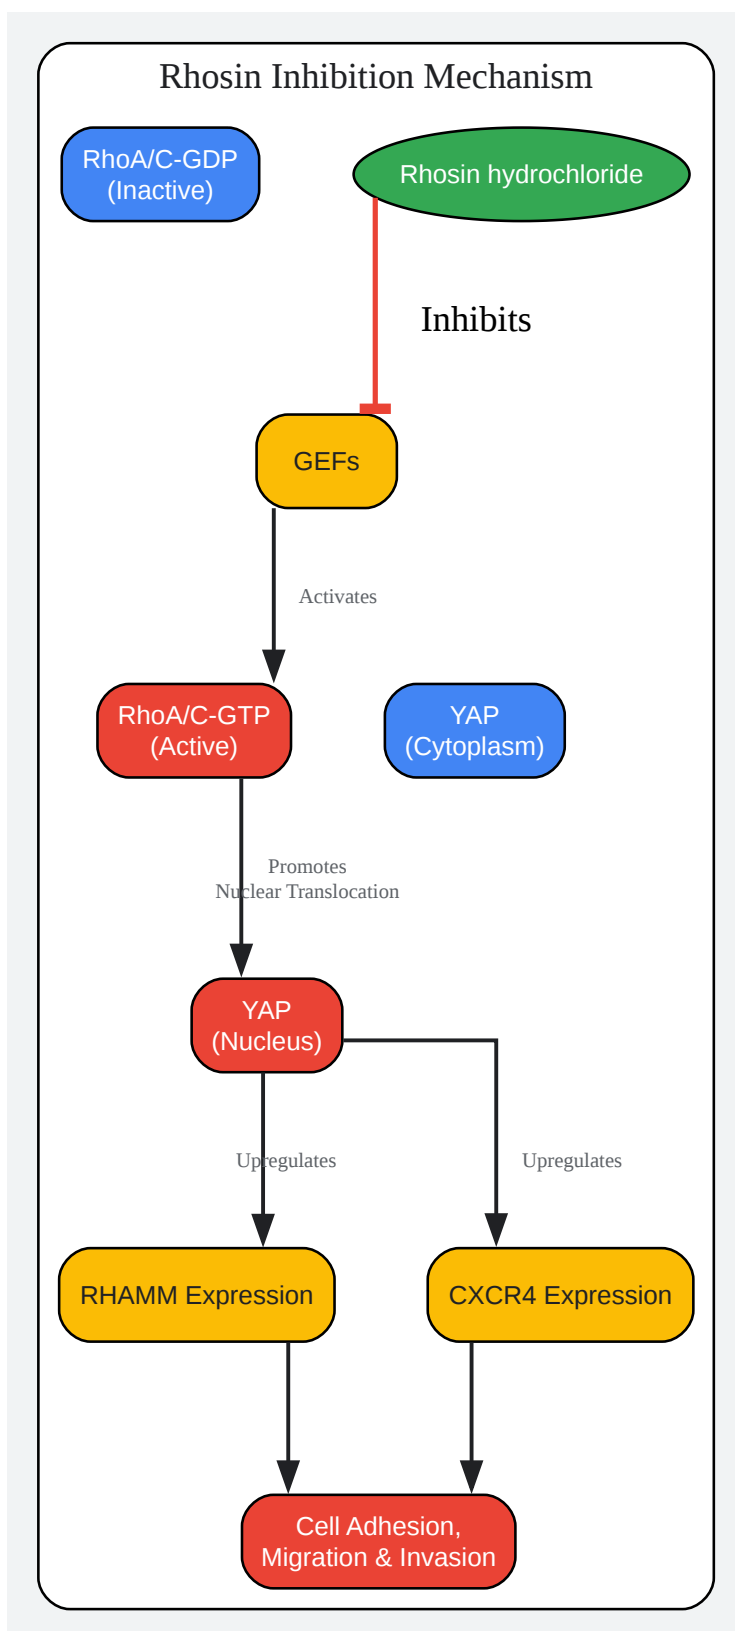 Rhosin Inhibition Mechanism
RhoA/C-GDP
(Inactive)
Rhosin hydrochloride
Inhibits
GEFs
Activates
RhoA/C-GTP
(Active)
YAP
(Cytoplasm)
Promotes
Nuclear Translocation
YAP
(Nucleus)
Upregulates
Upregulates
RHAMM Expression
CXCR4 Expression
Cell Adhesion,
Migration & Invasion